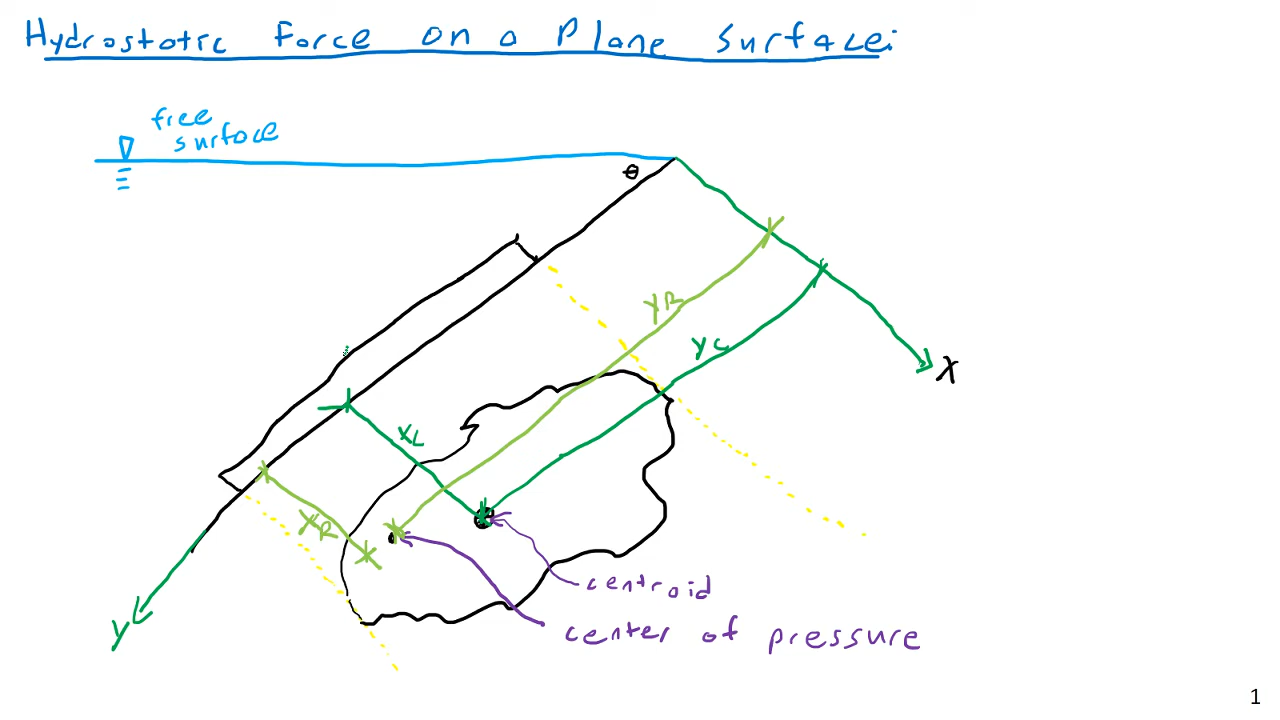 Hydrostatic Force on a Plane Surface:
free
surface
θ
yR
yc
X
xc
xR
centroid
y
center of pressure
1